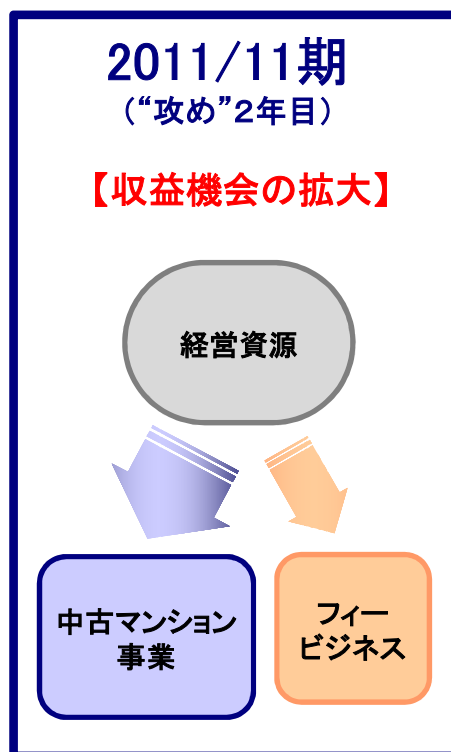 2011/11期
(“攻め”2年目)
【収益機会の拡大】
経営資源
中古マンション
事業
フィー
ビジネス